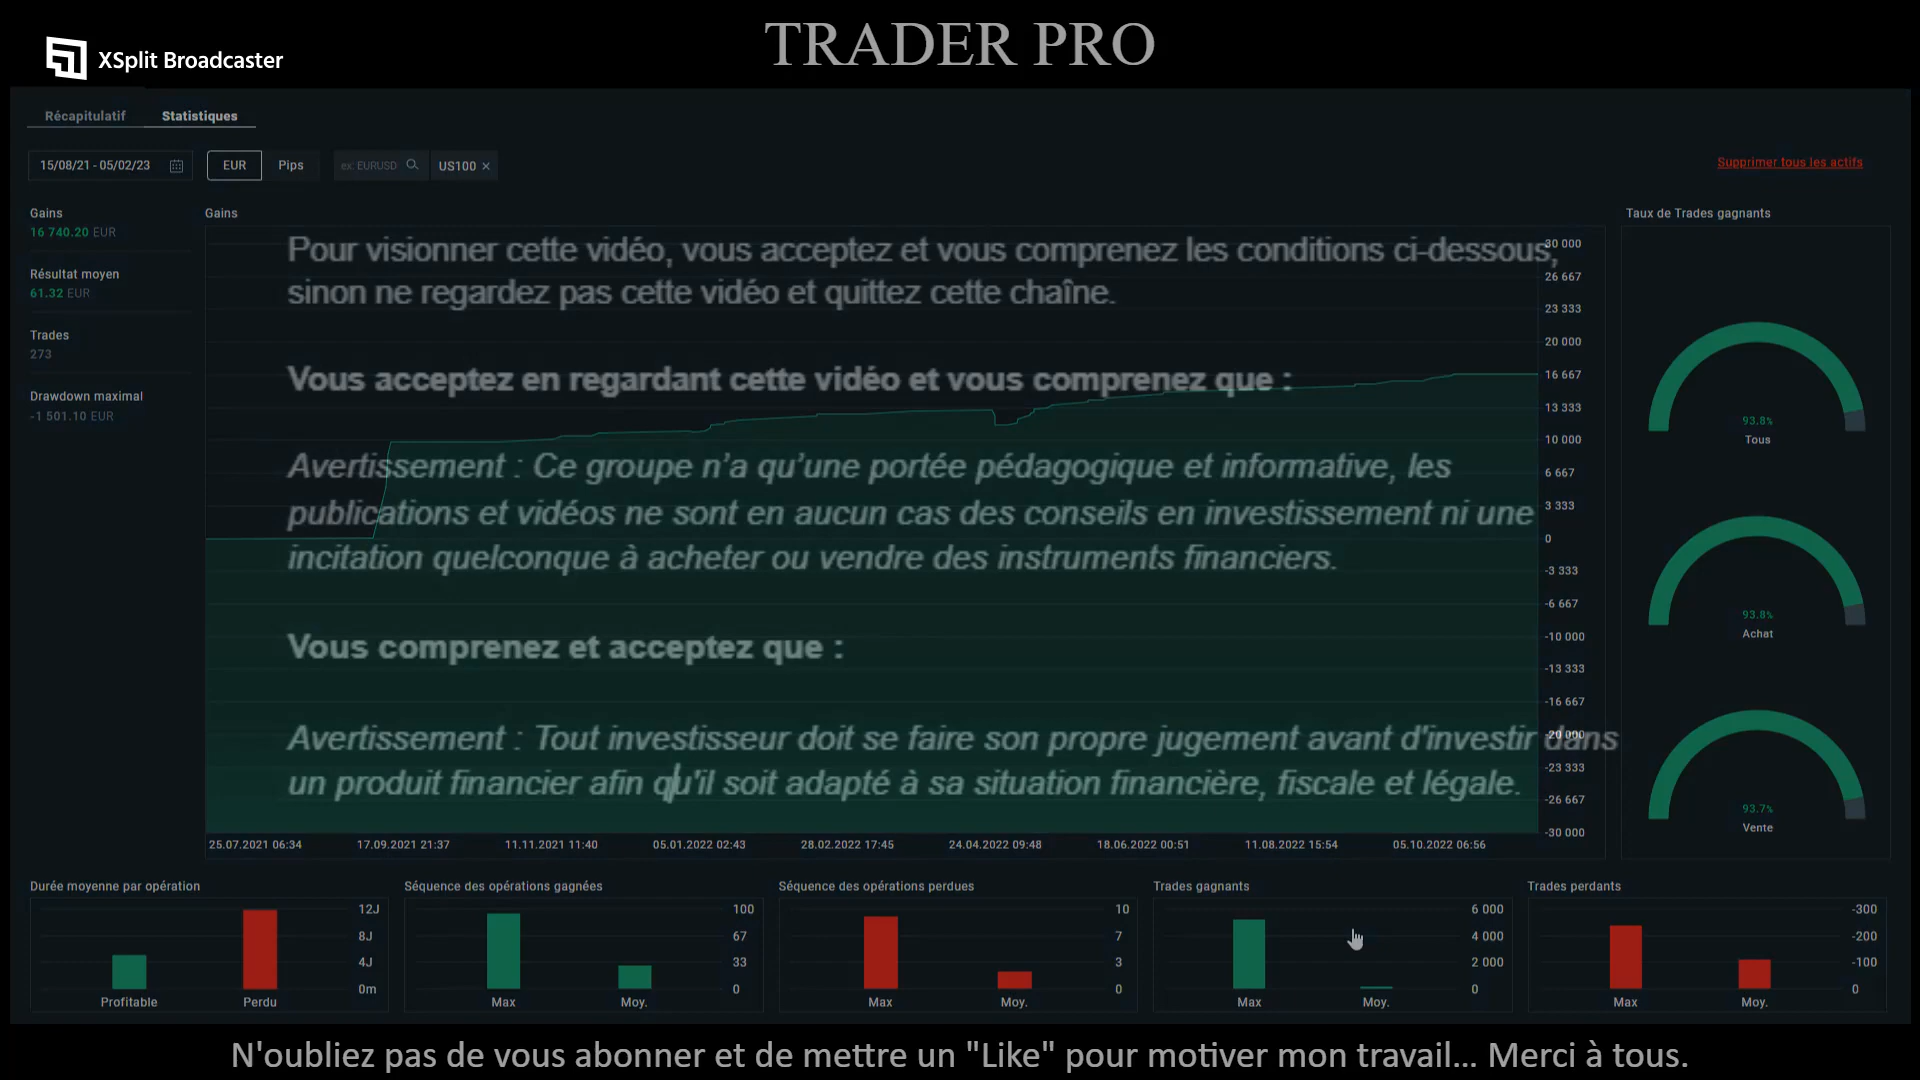 TRADER PRO
XSplit Broadcaster
Récapitulatif
Statistiques
15/08/21 - 05/02/23
EUR
Pips
ex: EURUSD
US100 ×
Supprimer tous les actifs
Gains
16 740.20 EUR
Résultat moyen
61.32 EUR
Trades
273
Drawdown maximal
-1 501.10 EUR
Gains
Pour visionner cette vidéo, vous acceptez et vous comprenez les conditions ci-dessous,
sinon ne regardez pas cette vidéo et quittez cette chaîne.
Vous acceptez en regardant cette vidéo et vous comprenez que :
Avertissement : Ce groupe n'a qu'une portée pédagogique et informative, les
publications et vidéos ne sont en aucun cas des conseils en investissement ni une
incitation quelconque à acheter ou vendre des instruments financiers.
Vous comprenez et acceptez que :
Avertissement : Tout investisseur doit se faire son propre jugement avant d'investir dans
un produit financier afin qu'il soit adapté à sa situation financière, fiscale et légale.
30 000
26 667
23 333
20 000
16 667
13 333
10 000
6 667
3 333
0
-3 333
-6 667
-10 000
-13 333
-16 667
-20 000
-23 333
-26 667
-30 000
25.07.2021 06:34
17.09.2021 21:37
11.11.2021 11:40
05.01.2022 02:43
28.02.2022 17:45
24.04.2022 09:48
18.06.2022 00:51
11.08.2022 15:54
05.10.2022 06:56
Taux de Trades gagnants
93.8%
Tous
93.8%
Achat
93.7%
Vente
Durée moyenne par opération
12J
8J
4J
0m
Profitable
Perdu
Séquence des opérations gagnées
100
67
33
0
Max
Moy.
Séquence des opérations perdues
10
7
3
0
Max
Moy.
Trades gagnants
6 000
4 000
2 000
0
Max
Moy.
Trades perdants
-300
-200
-100
0
Max
Moy.
N'oubliez pas de vous abonner et de mettre un "Like" pour motiver mon travail... Merci à tous.